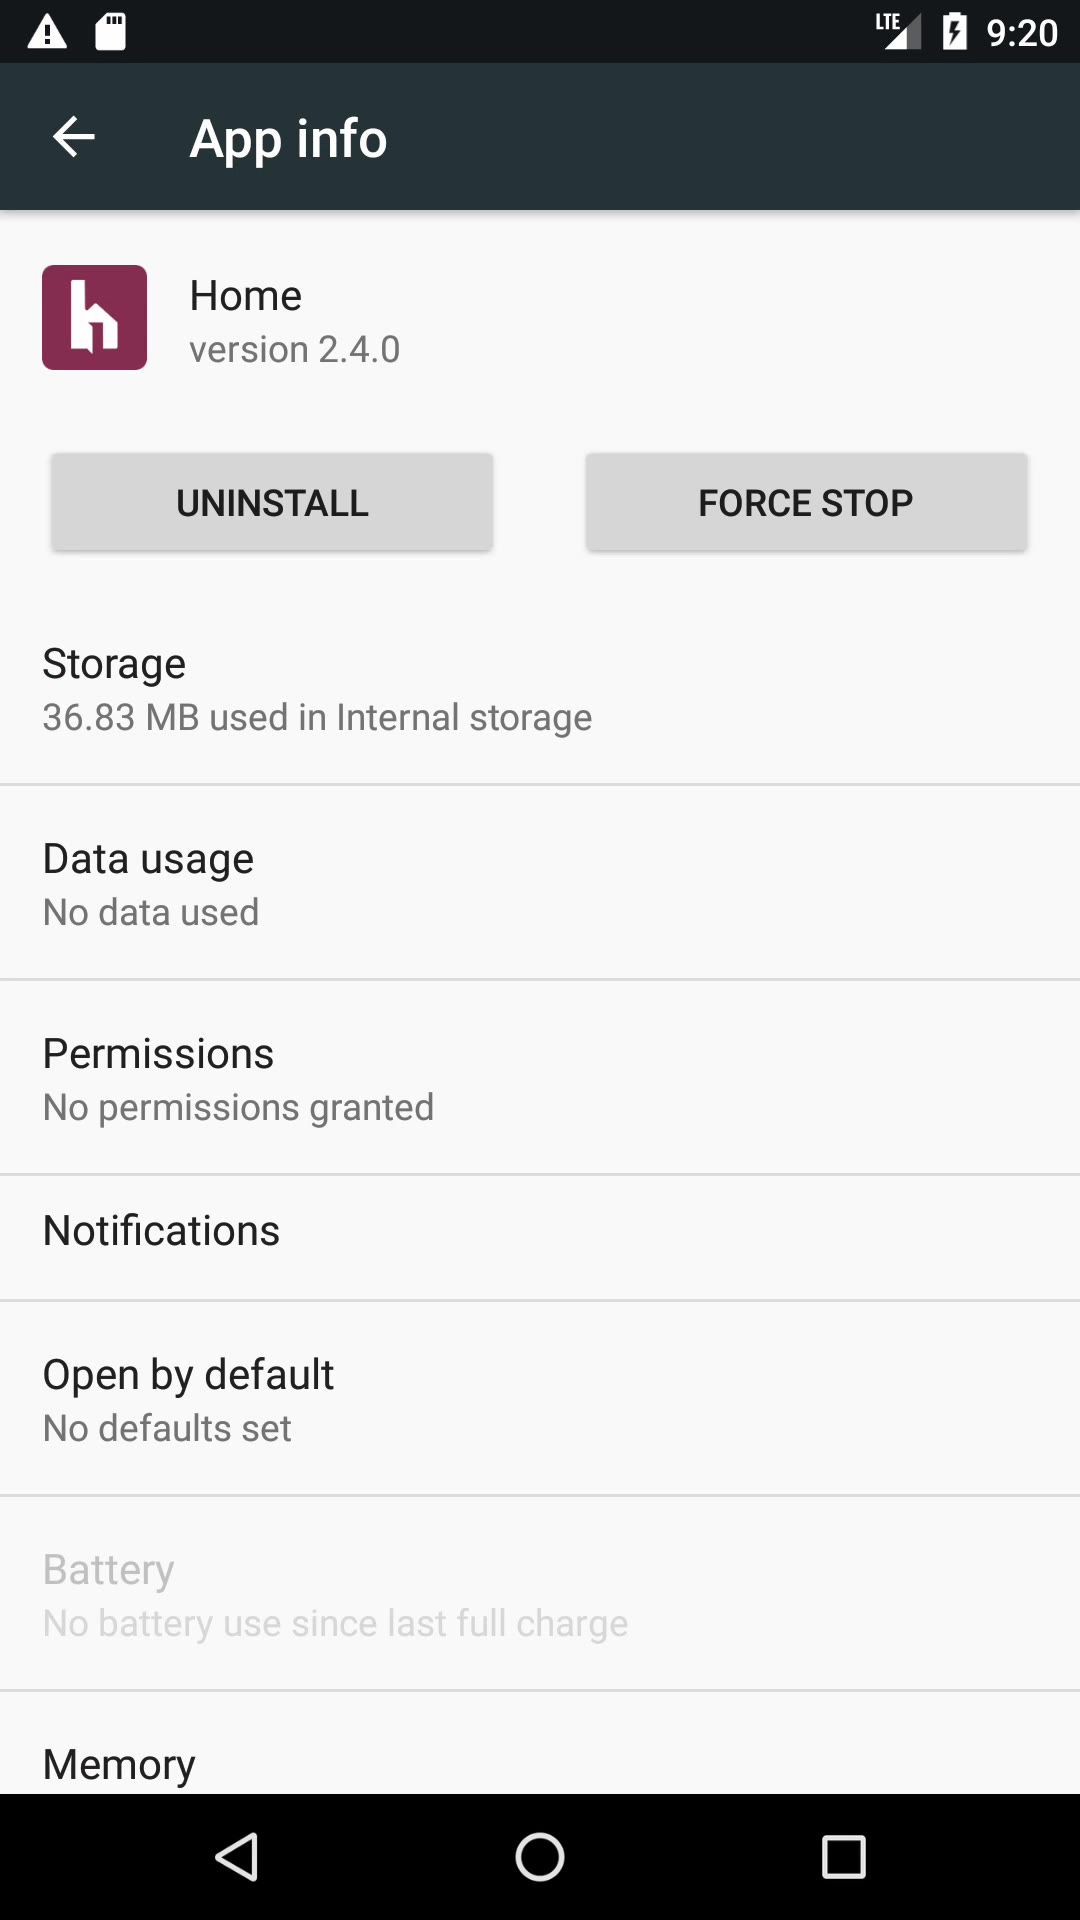 LTE 9:20
App info
Home
version 2.4.0
UNINSTALL FORCE STOP
Storage
36.83 MB used in Internal storage
Data usage
No data used
Permissions
No permissions granted
Notifications
Open by default
No defaults set
Battery
No battery use since last full charge
Memory